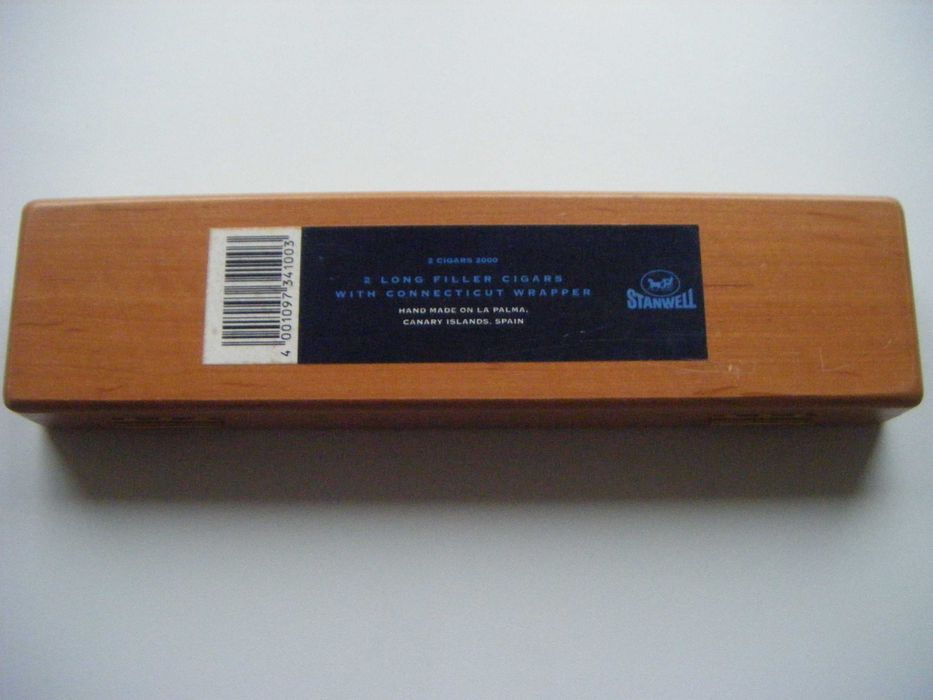 2 CIGARS 2000
2 LONG FILLER CIGARS
WITH CONNECTICUT WRAPPER
HAND MADE ON LA PALMA,
CANARY ISLANDS, SPAIN
STANWELL
4 001097 341003